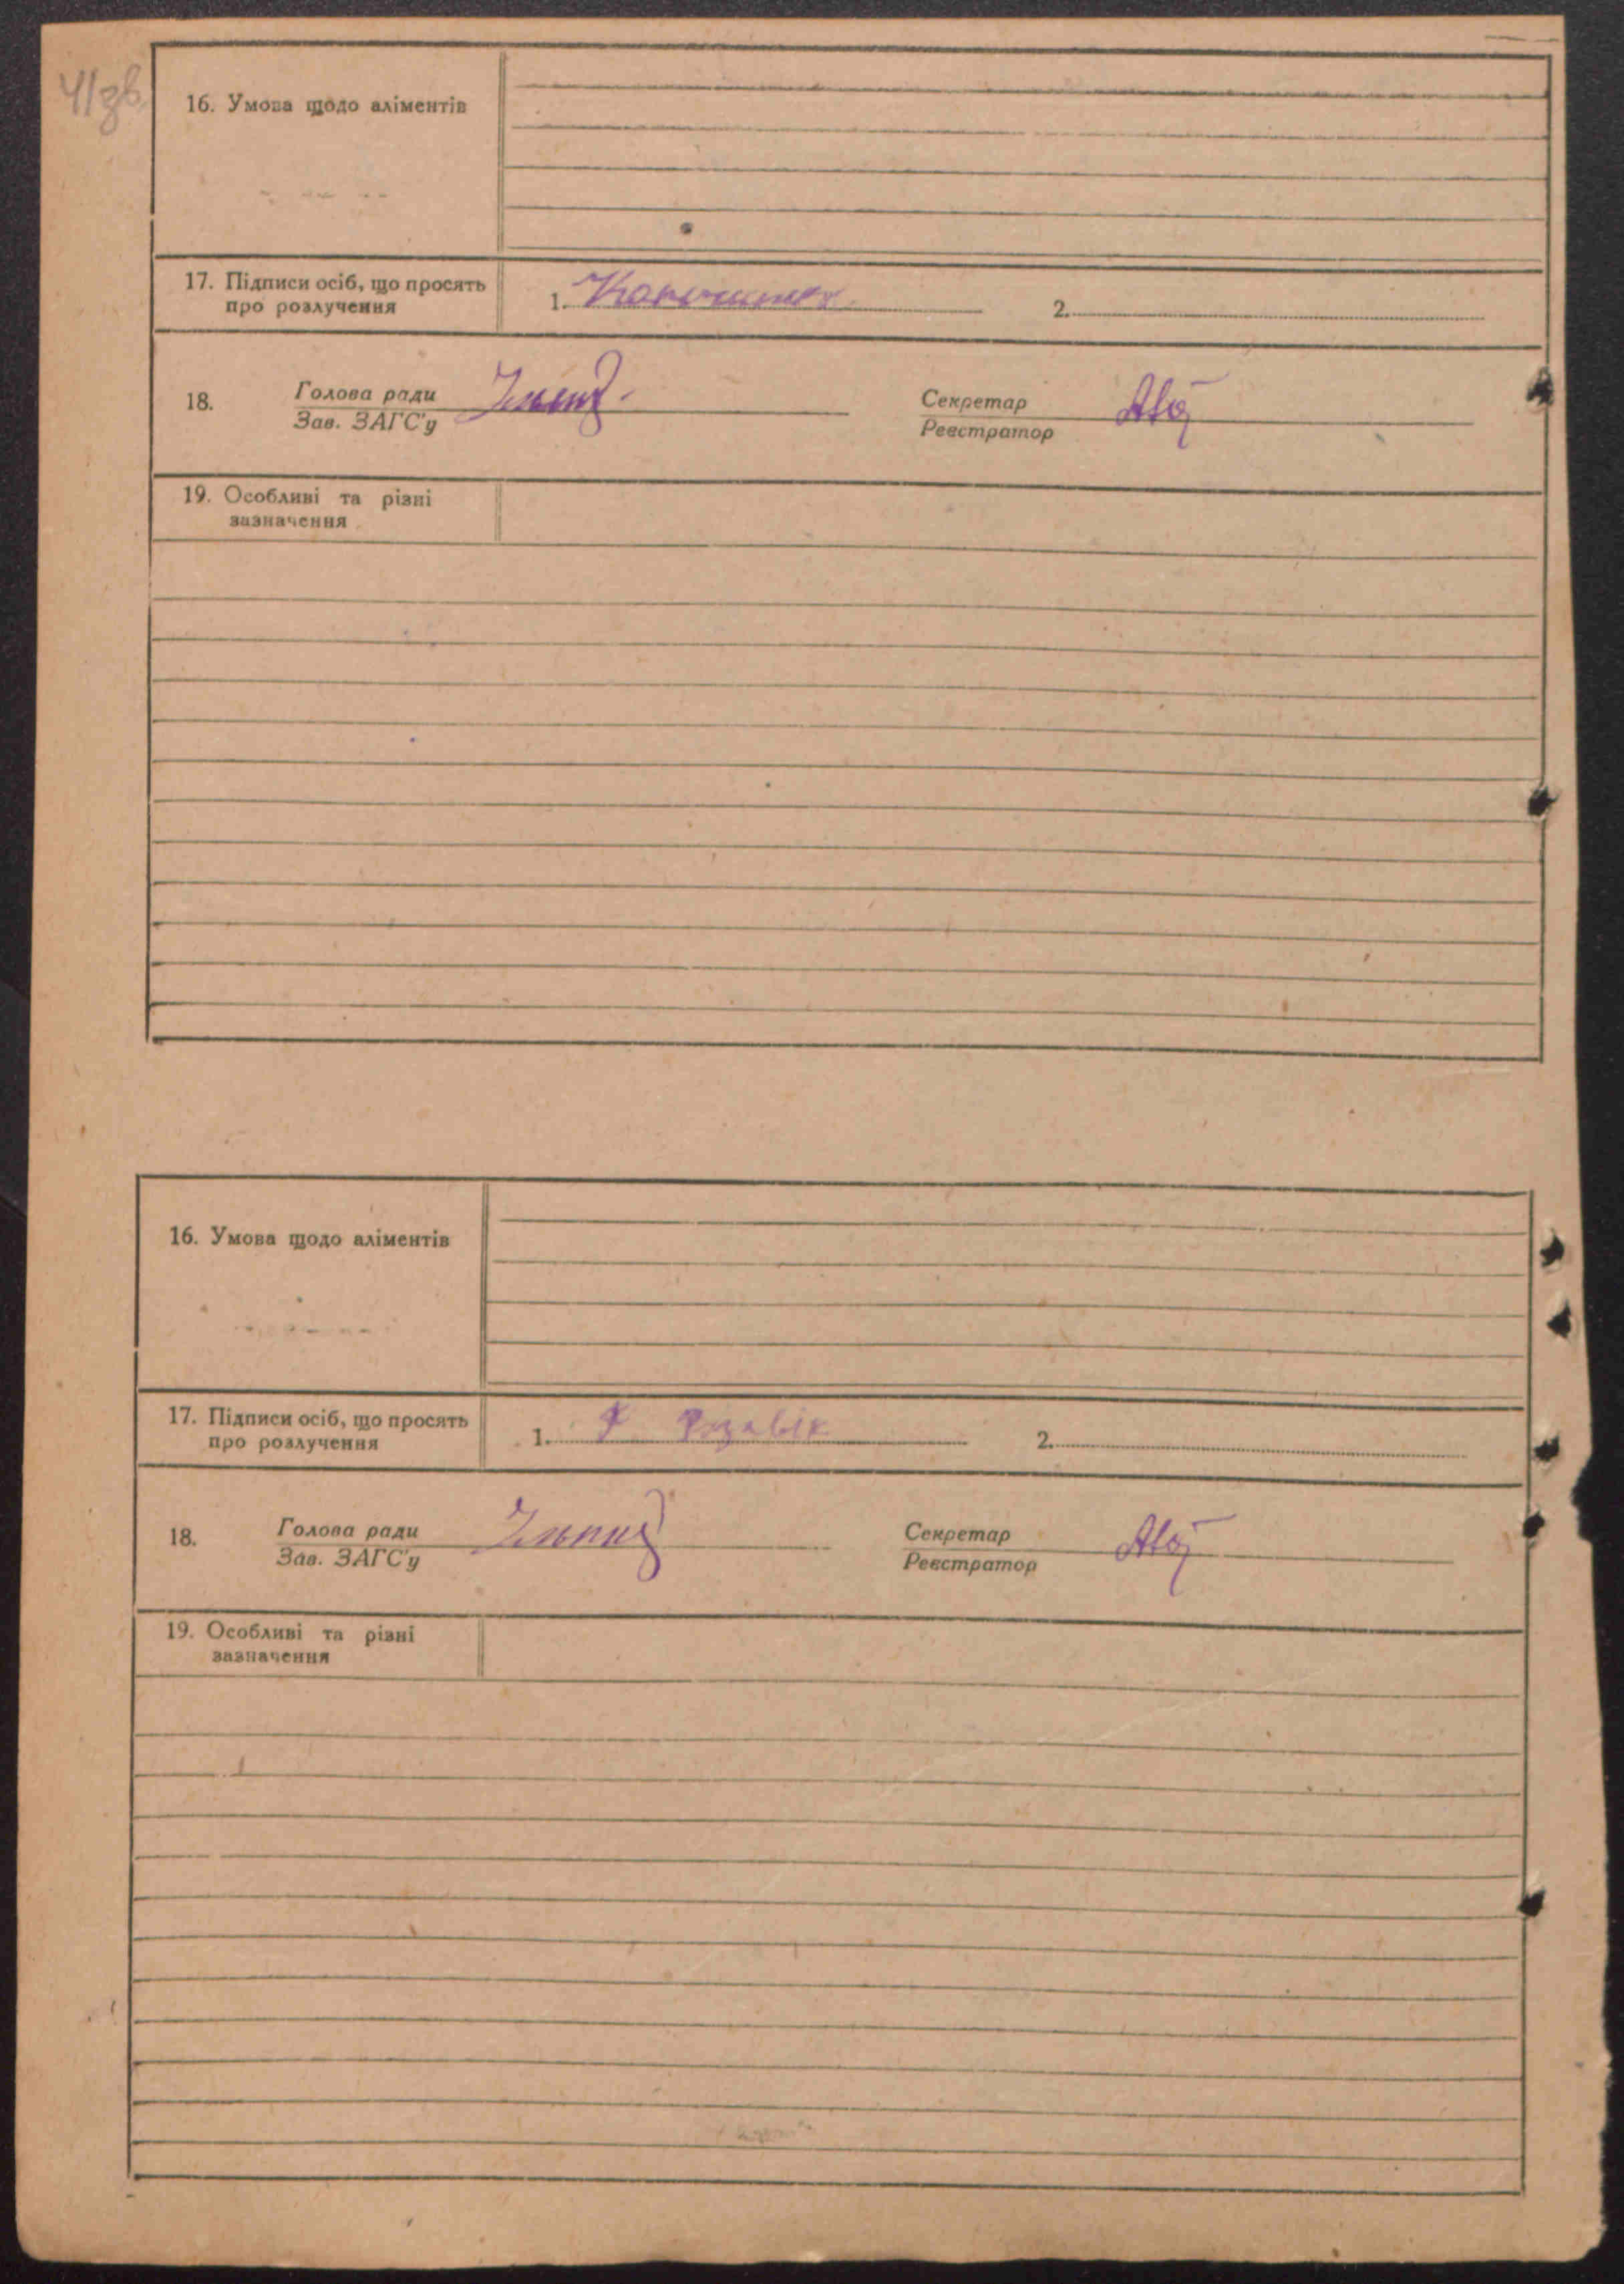 41зв.
16. Умова щодо аліментів
17. Підписи осіб, що просять
про розлучення
1.
2.
18.
Голова ради
Зав. ЗАГС'у
Секретар
Реєстратор
19. Особливі та різні
зазначення
16. Умова щодо аліментів
17. Підписи осіб, що просять
про розлучення
1.
2.
18.
Голова ради
Зав. ЗАГС'у
Секретар
Реєстратор
19. Особливі та різні
зазначення